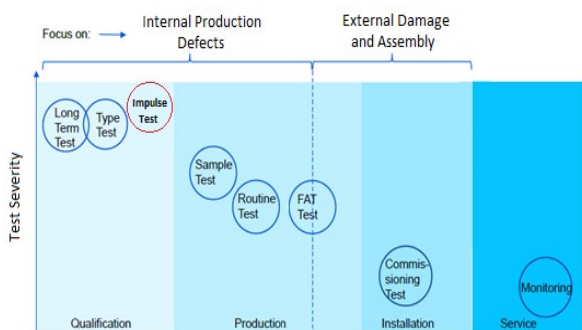 Focus on:
Internal Production
Defects
External Damage
and Assembly
Test Severity
Long
Term
Test
Type
Test
Impulse
Test
Sample
Test
Routine
Test
FAT
Test
Commis-
sioning
Test
Monitoring
Qualification
Production
Installation
Service